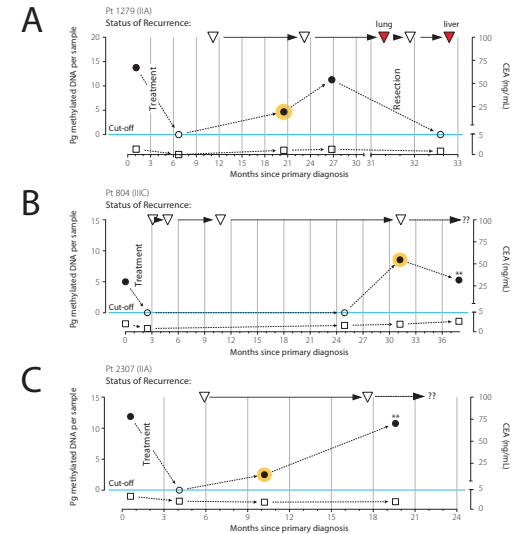 A
Pt 1279 (IIA)
Status of Recurrence:
lung
liver
20
15
10
5
0
Pg methylated DNA per sample
Treatment
Resection
Cut-off
100
75
50
25
5
0
CEA (ng/mL)
0 3 6 9 12 15 18 21 24 27 30 31 32 33
Months since primary diagnosis
B
Pt 804 (IIIC)
Status of Recurrence:
??
15
10
5
0
Pg methylated DNA per sample
Treatment
Cut-off
**
100
75
50
25
5
0
CEA (ng/mL)
0 3 6 9 12 15 18 21 24 27 30 33 36
Months since primary diagnosis
C
Pt 2307 (IIA)
Status of Recurrence:
??
15
10
5
0
Pg methylated DNA per sample
Treatment
Cut-off
**
100
75
50
25
5
0
CEA (ng/mL)
0 3 6 9 12 15 18 21 24
Months since primary diagnosis